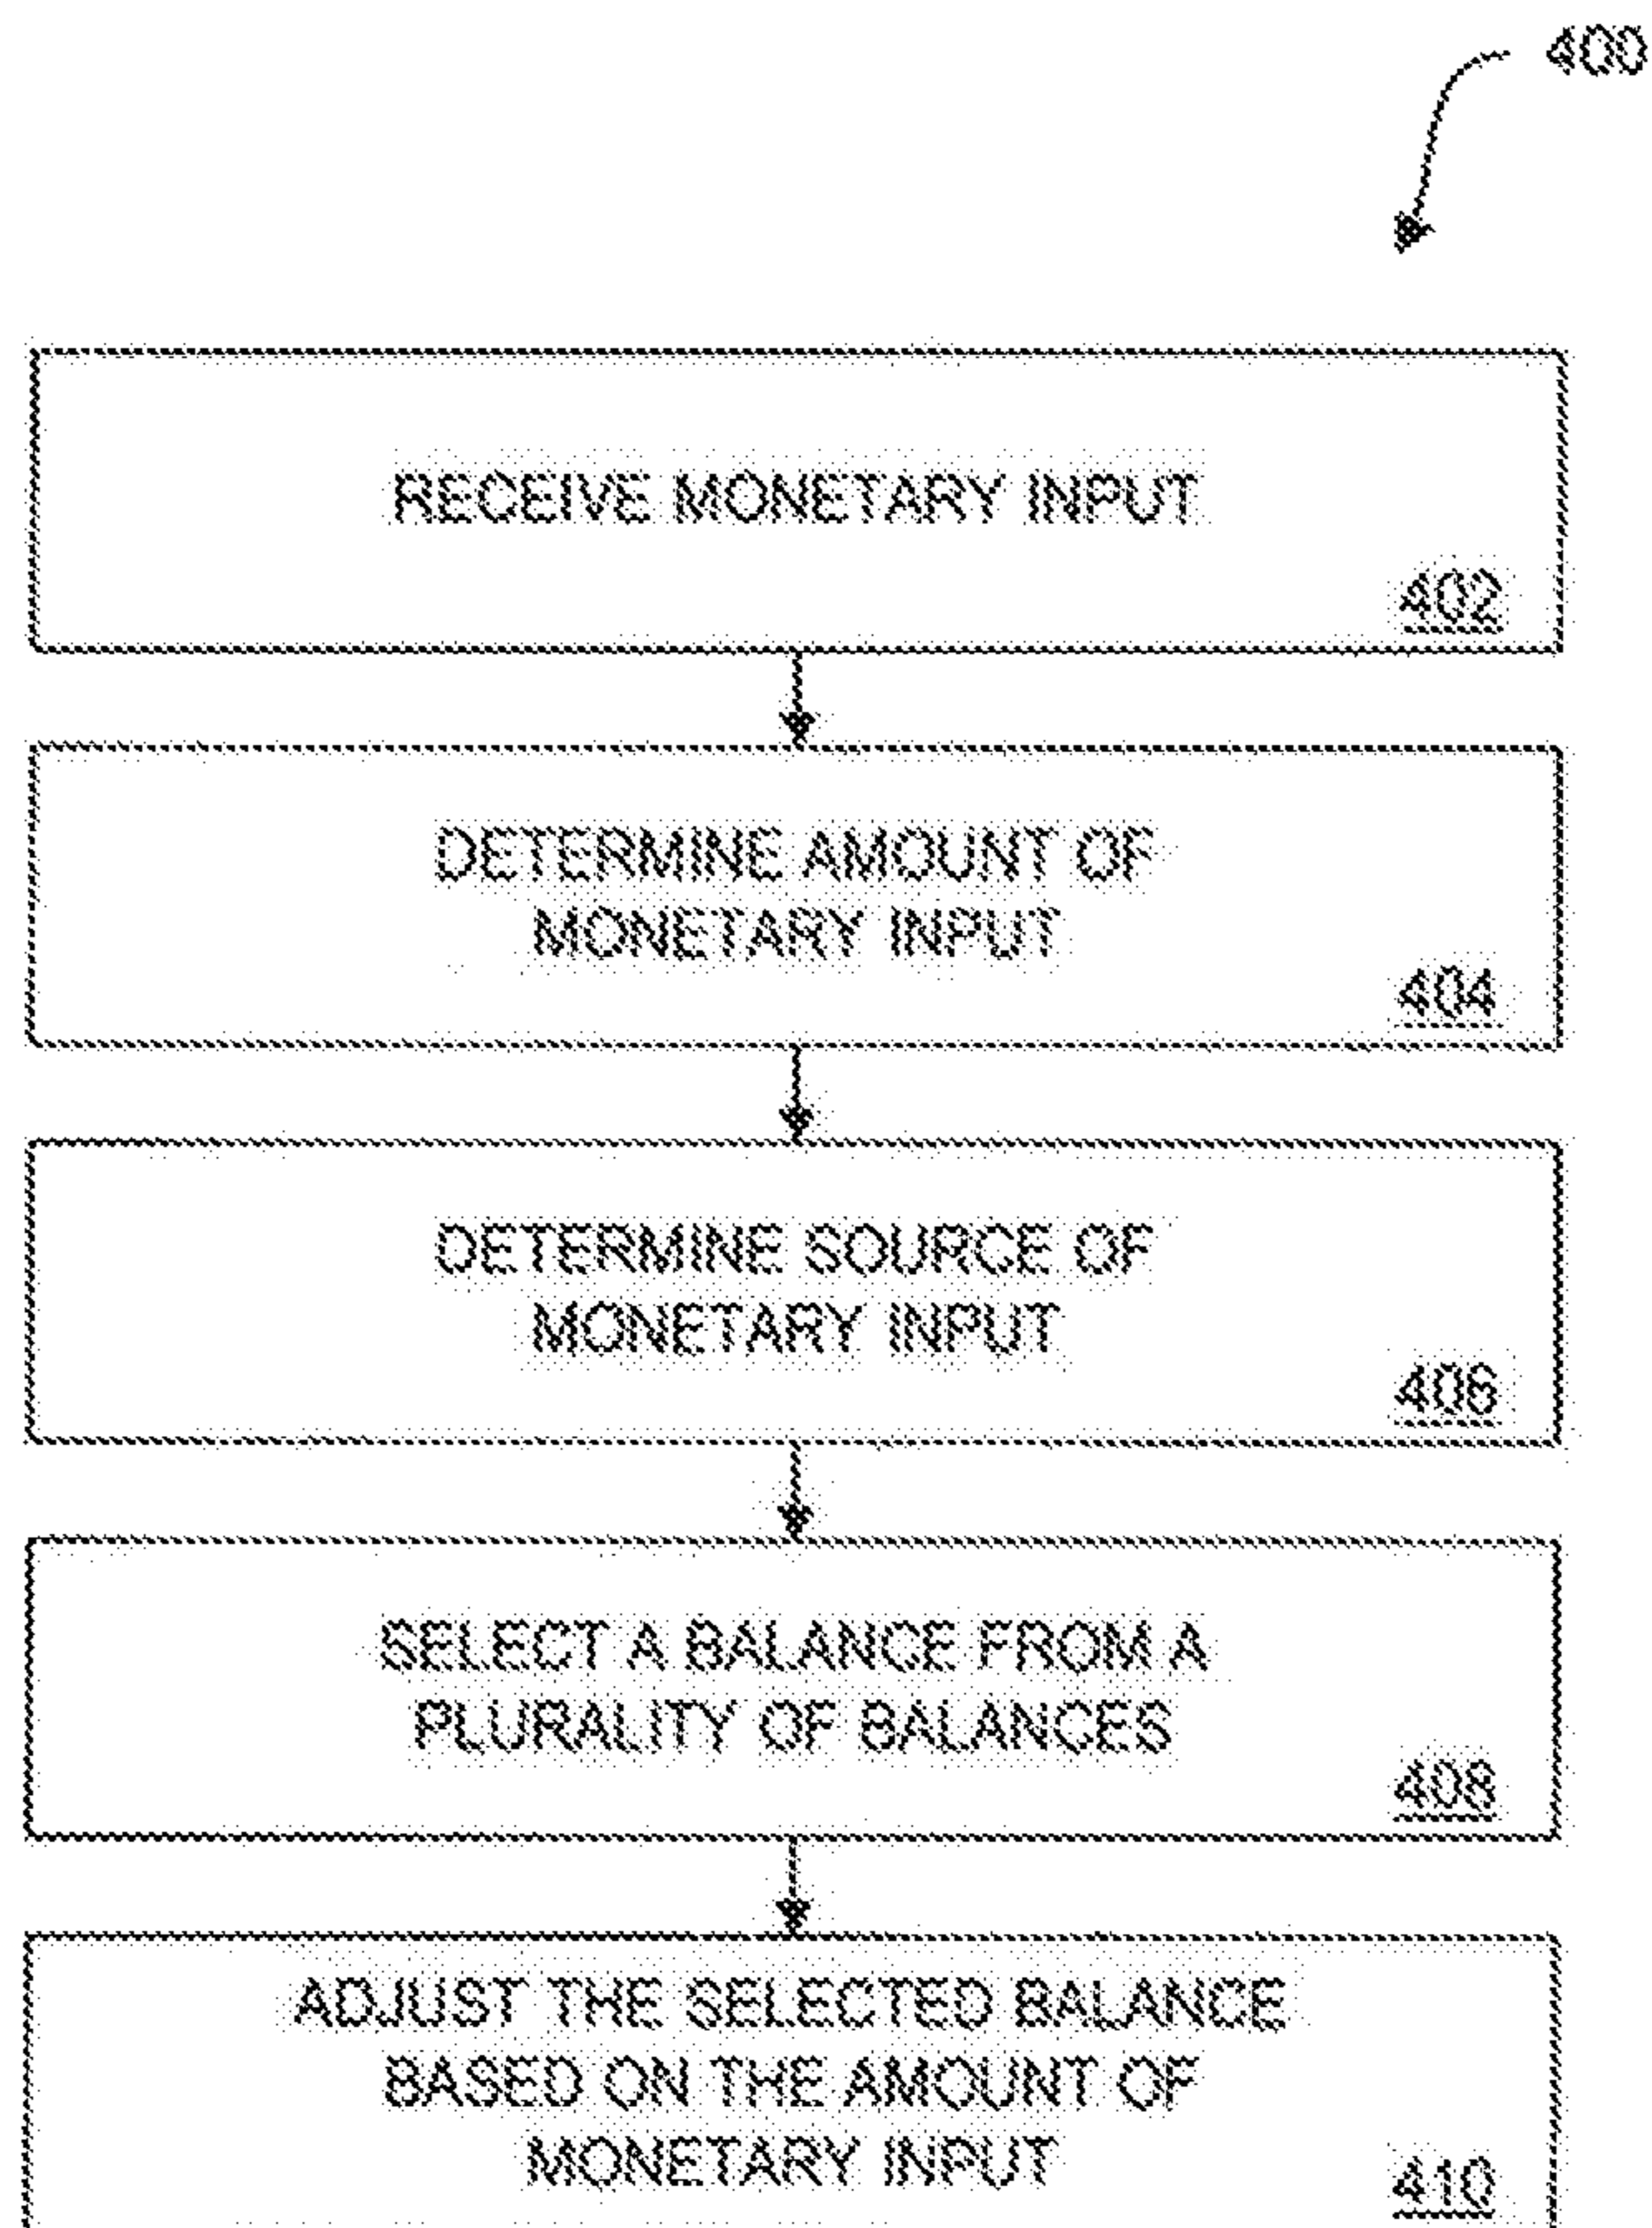 400
RECEIVE MONETARY INPUT
402
DETERMINE AMOUNT OF
MONETARY INPUT
404
DETERMINE SOURCE OF
MONETARY INPUT
406
SELECT A BALANCE FROM A
PLURALITY OF BALANCES
408
ADJUST THE SELECTED BALANCE
BASED ON THE AMOUNT OF
MONETARY INPUT
410